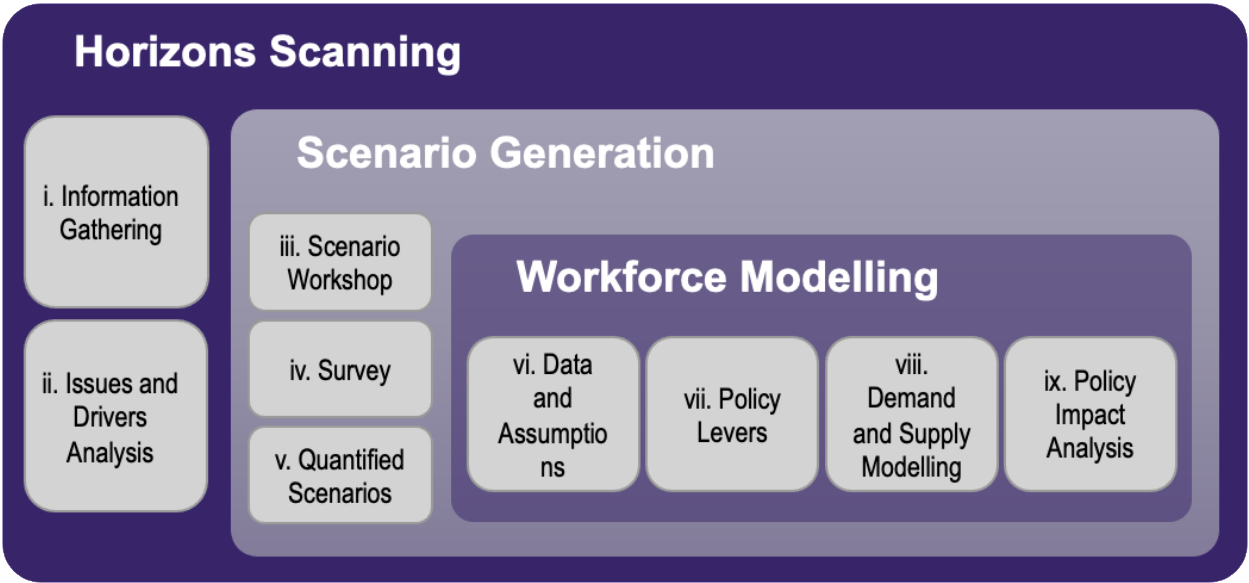 Horizons Scanning
i. Information
Gathering
ii. Issues and
Drivers
Analysis
Scenario Generation
iii. Scenario
Workshop
iv. Survey
v. Quantified
Scenarios
Workforce Modelling
vi. Data
and
Assumptio
ns
vii. Policy
Levers
viii.
Demand
and Supply
Modelling
ix. Policy
Impact
Analysis